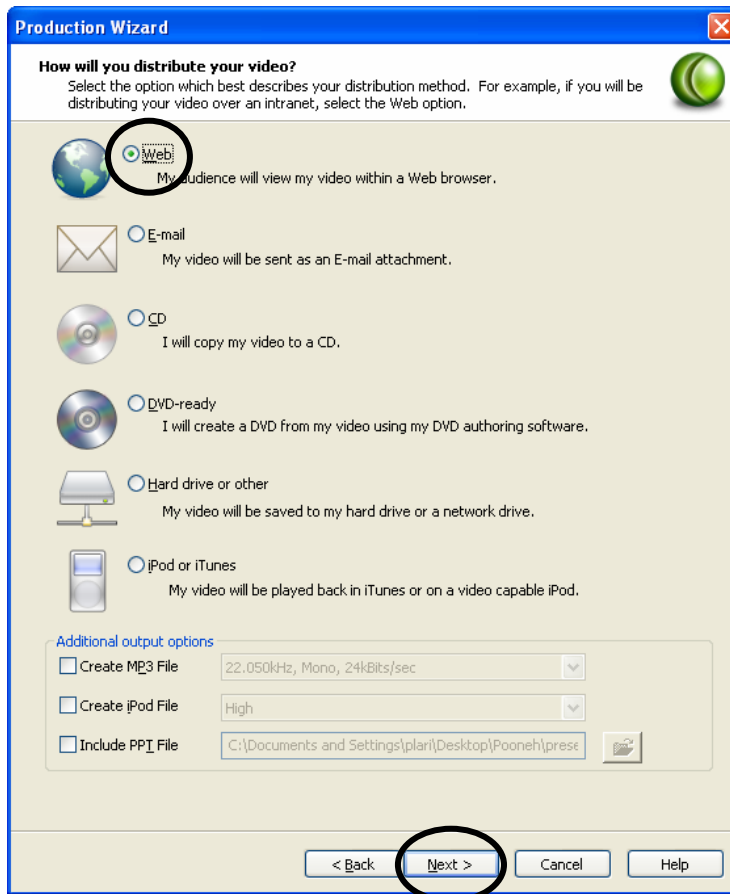 Production Wizard
How will you distribute your video?
Select the option which best describes your distribution method. For example, if you will be
distributing your video over an intranet, select the Web option.
Web
My audience will view my video within a Web browser.
E-mail
My video will be sent as an E-mail attachment.
CD
I will copy my video to a CD.
DVD-ready
I will create a DVD from my video using my DVD authoring software.
Hard drive or other
My video will be saved to my hard drive or a network drive.
iPod or iTunes
My video will be played back in iTunes or on a video capable iPod.
Additional output options
Create MP3 File
22.050kHz, Mono, 24kBits/sec
Create iPod File
High
Include PPT File
C:\Documents and Settings\plari\Desktop\Pooneh\prese
< Back
Next >
Cancel
Help